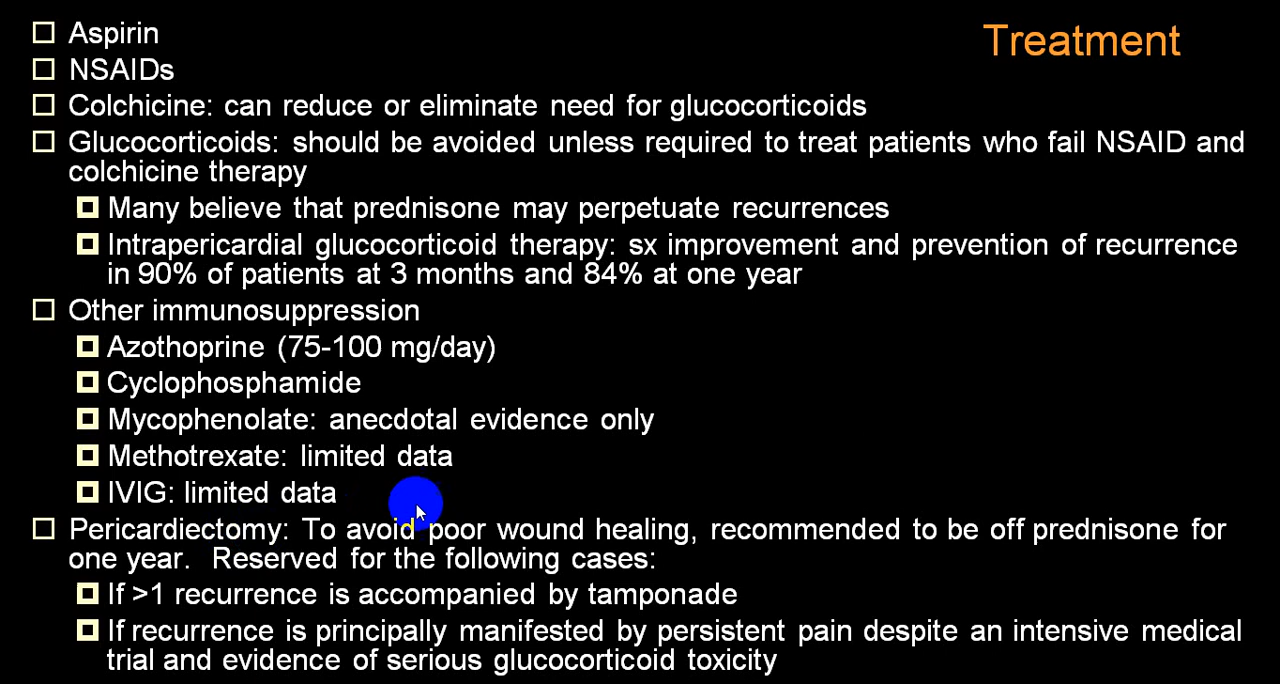 Treatment
Aspirin
NSAIDs
Colchicine: can reduce or eliminate need for glucocorticoids
Glucocorticoids: should be avoided unless required to treat patients who fail NSAID and
colchicine therapy
Many believe that prednisone may perpetuate recurrences
Intrapericardial glucocorticoid therapy: sx improvement and prevention of recurrence
in 90% of patients at 3 months and 84% at one year
Other immunosuppression
Azothoprine (75-100 mg/day)
Cyclophosphamide
Mycophenolate: anecdotal evidence only
Methotrexate: limited data
IVIG: limited data
Pericardiectomy: To avoid poor wound healing, recommended to be off prednisone for
one year. Reserved for the following cases:
If >1 recurrence is accompanied by tamponade
If recurrence is principally manifested by persistent pain despite an intensive medical
trial and evidence of serious glucocorticoid toxicity